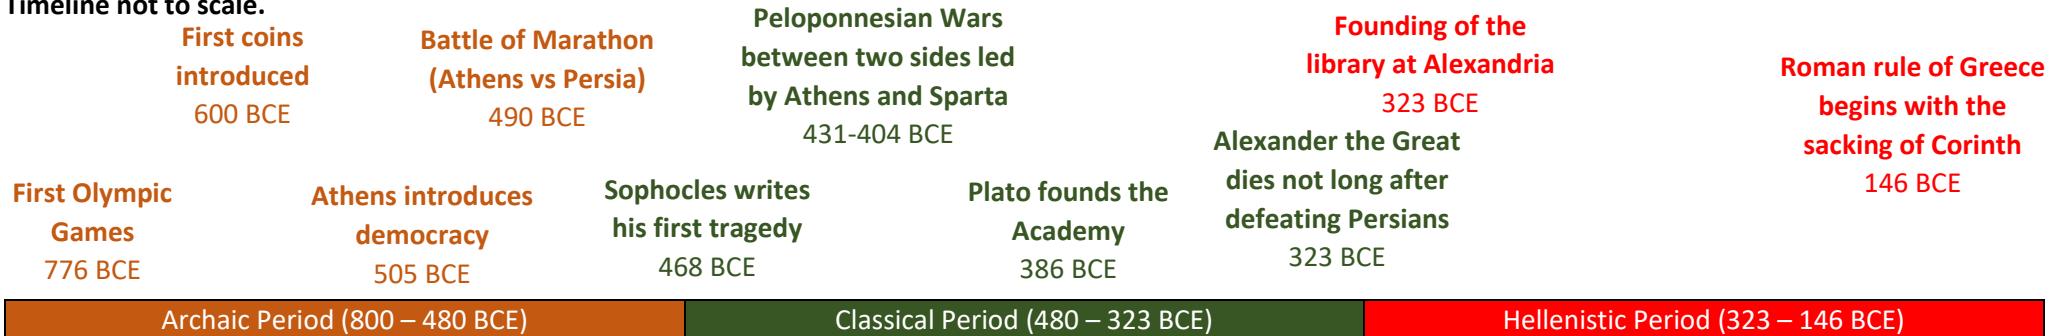 Timeline not to scale.
First coins
introduced
600 BCE
Battle of Marathon
(Athens vs Persia)
490 BCE
Peloponnesian Wars
between two sides led
by Athens and Sparta
431-404 BCE
Founding of the
library at Alexandria
323 BCE
Roman rule of Greece
begins with the
sacking of Corinth
146 BCE
First Olympic
Games
776 BCE
Athens introduces
democracy
505 BCE
Sophocles writes
his first tragedy
468 BCE
Plato founds the
Academy
386 BCE
Alexander the Great
dies not long after
defeating Persians
323 BCE
Archaic Period (800 – 480 BCE)
Classical Period (480 – 323 BCE)
Hellenistic Period (323 – 146 BCE)